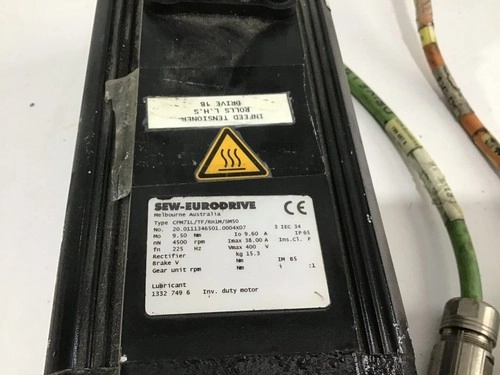 INFEED TENSIONER
ROLLS L.H.S
DRIVE 18
SEW-EURODRIVE
Melbourne Australia
Type CFM71L/TF/RH1M/SM50
No. 20.0111346501.0004X07 3 IEC 34
Mo 9.50 Nm Io 9.60 A IP 65
nN 4500 rpm Imax 38.00 A Ins.Cl. F
fn 225 Hz Vmax 400 V
Rectifier kg 15.3
Brake V Nm IM B5
Gear unit rpm Nm i :1
Lubricant
1332 749 6 Inv. duty motor
CE